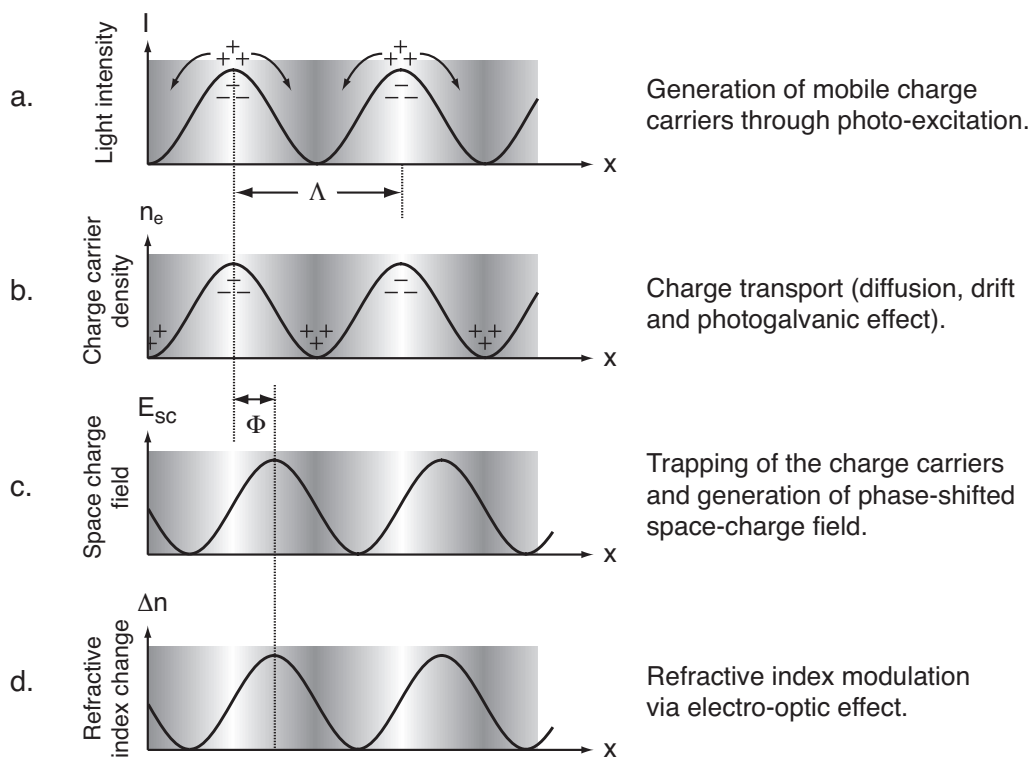 I
Light intensity
a.
+
+ +
–
– –
+
+ +
–
– –
x
Generation of mobile charge
carriers through photo-excitation.
Λ
nₑ
Charge carrier
density
b.
–
– –
–
– –
+
+
+ +
+
+ +
+
x
Charge transport (diffusion, drift
and photogalvanic effect).
Φ
E_SC
Space charge
field
c.
x
Trapping of the charge carriers
and generation of phase-shifted
space-charge field.
Δn
Refractive
index change
d.
x
Refractive index modulation
via electro-optic effect.